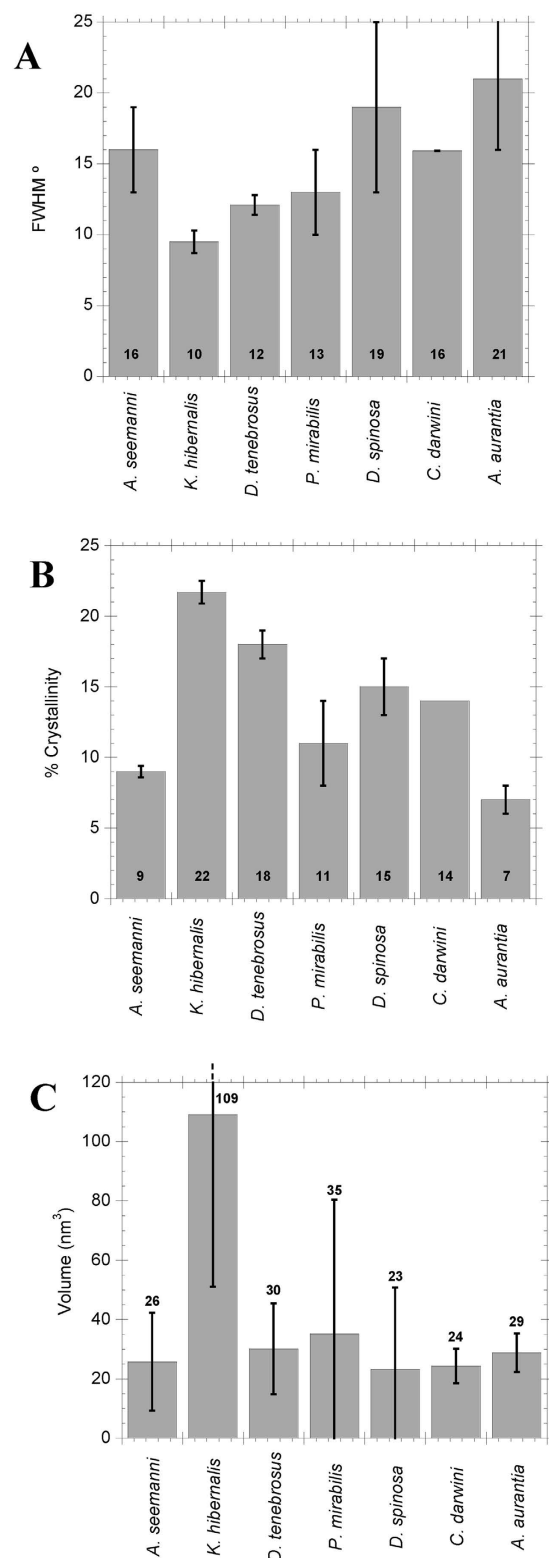 A
25
20
15
10
5
0
FWHM º
16 10 12 13 19 16 21
A. seemanni
K. hibernalis
D. tenebrosus
P. mirabilis
D. spinosa
C. darwini
A. aurantia
B
25
20
15
10
5
0
% Crystallinity
9 22 18 11 15 14 7
A. seemanni
K. hibernalis
D. tenebrosus
P. mirabilis
D. spinosa
C. darwini
A. aurantia
C
120
100
80
60
40
20
0
Volume (nm³)
26 109 30 35 23 24 29
A. seemanni
K. hibernalis
D. tenebrosus
P. mirabilis
D. spinosa
C. darwini
A. aurantia